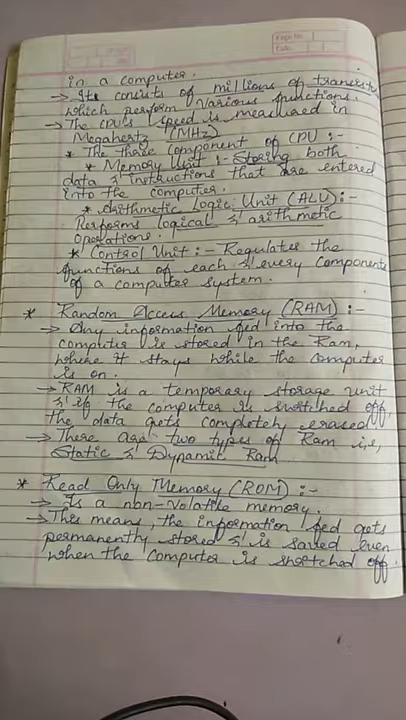 Page No.
Date
in a computer.
→ It consists of millions of transistors
which perform various functions.
→ The CPU's speed is measured in
Megahertz (MHz)
* The three component of CPU :-
* Memory Unit :- Storing both
data & instructions that are entered
into the computer.
* Arithmetic Logic Unit (ALU):-
Performs logical & arithmetic
Operations.
* Control Unit :- Regulates the
functions of each & every Components
of a computer system.
* Random Access Memory (RAM) :-
→ Any information fed into the
computer is stored in the Ram,
where it stays while the computer
is on.
→ RAM is a temporary storage unit
& if the computer is switched off,
the data gets completely erased.
→ There are two types of Ram i.e,
Static & Dynamic Ram
* Read Only Memory (ROM) :-
→ Is a non-volatile memory.
→ This means, the information fed gets
permanently stored & is saved even
when the computer is swetched off.